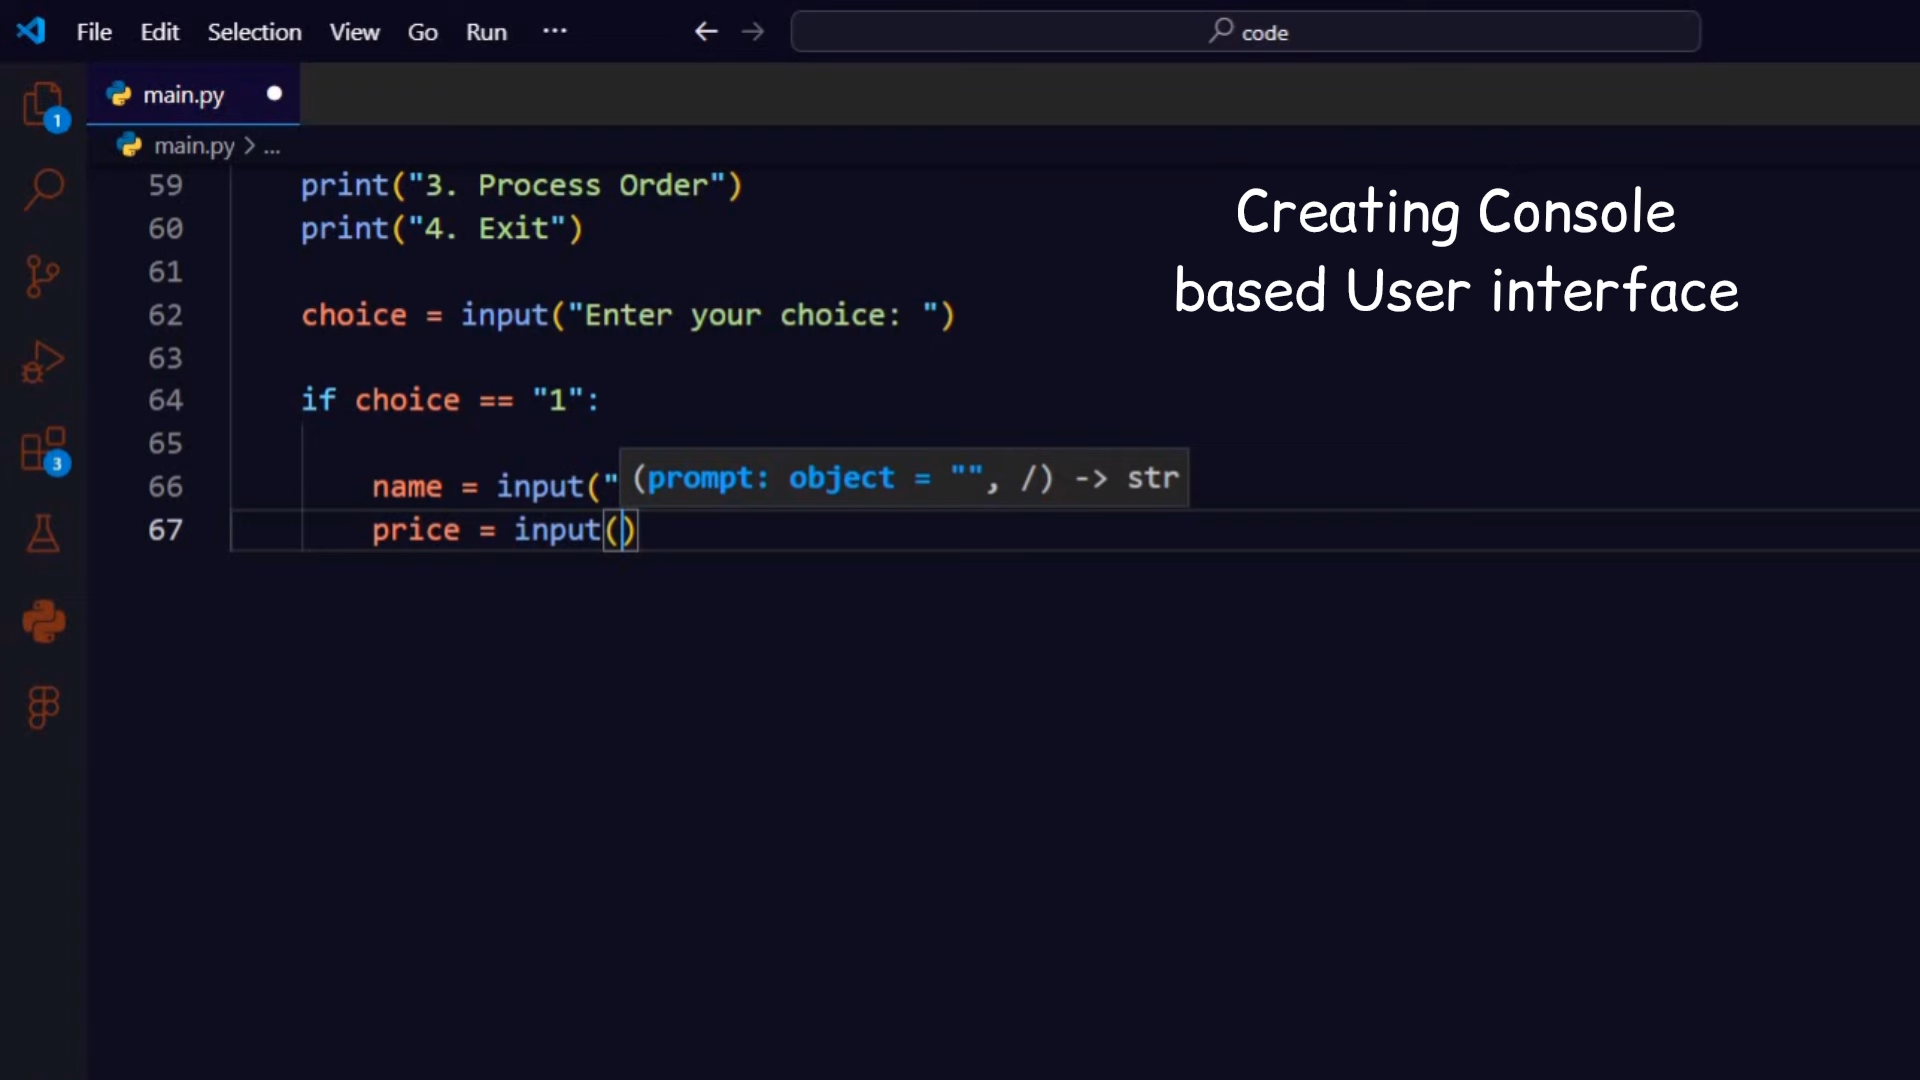 File Edit Selection View Go Run ... code
main.py
1
main.py > ...
59 print("3. Process Order")
60 print("4. Exit")
61
62 choice = input("Enter your choice: ")
63
64 if choice == "1":
65
3
66 name = input("
(prompt: object = "", /) -> str
67 price = input()
Creating Console
based User interface